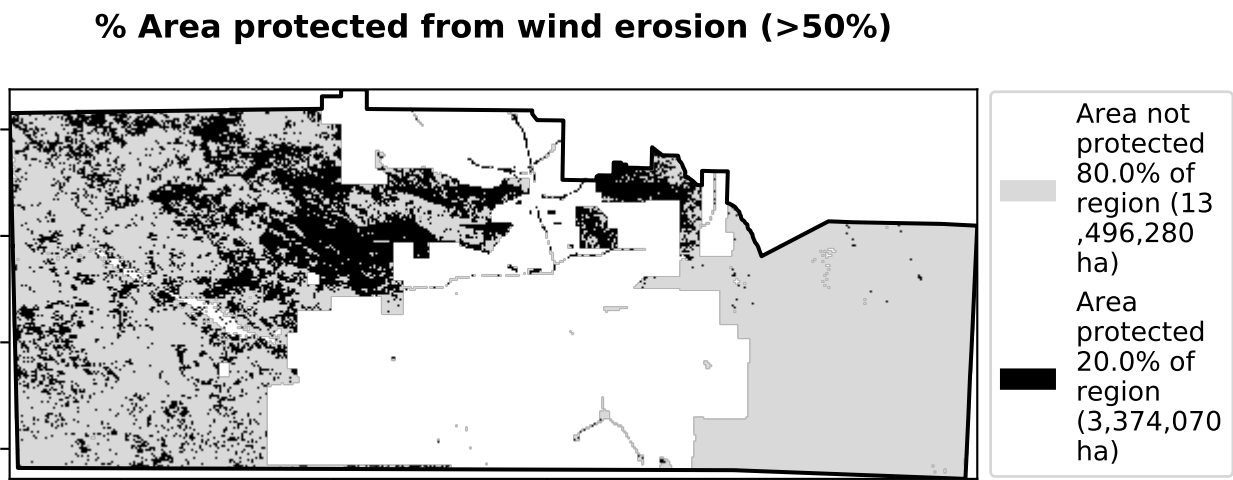 % Area protected from wind erosion (>50%)
Area not
protected
80.0% of
region (13
,496,280
ha)
Area
protected
20.0% of
region
(3,374,070
ha)